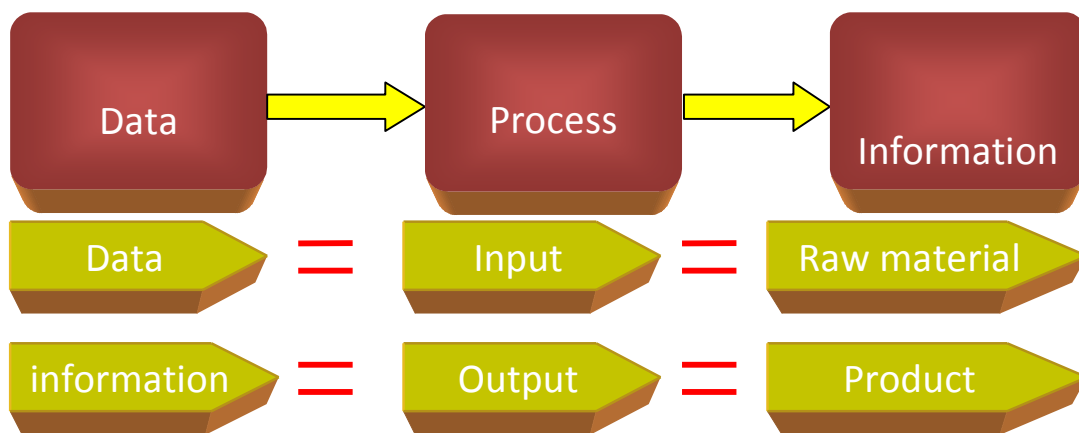 Data
Process
Information
Data = Input = Raw material
information = Output = Product